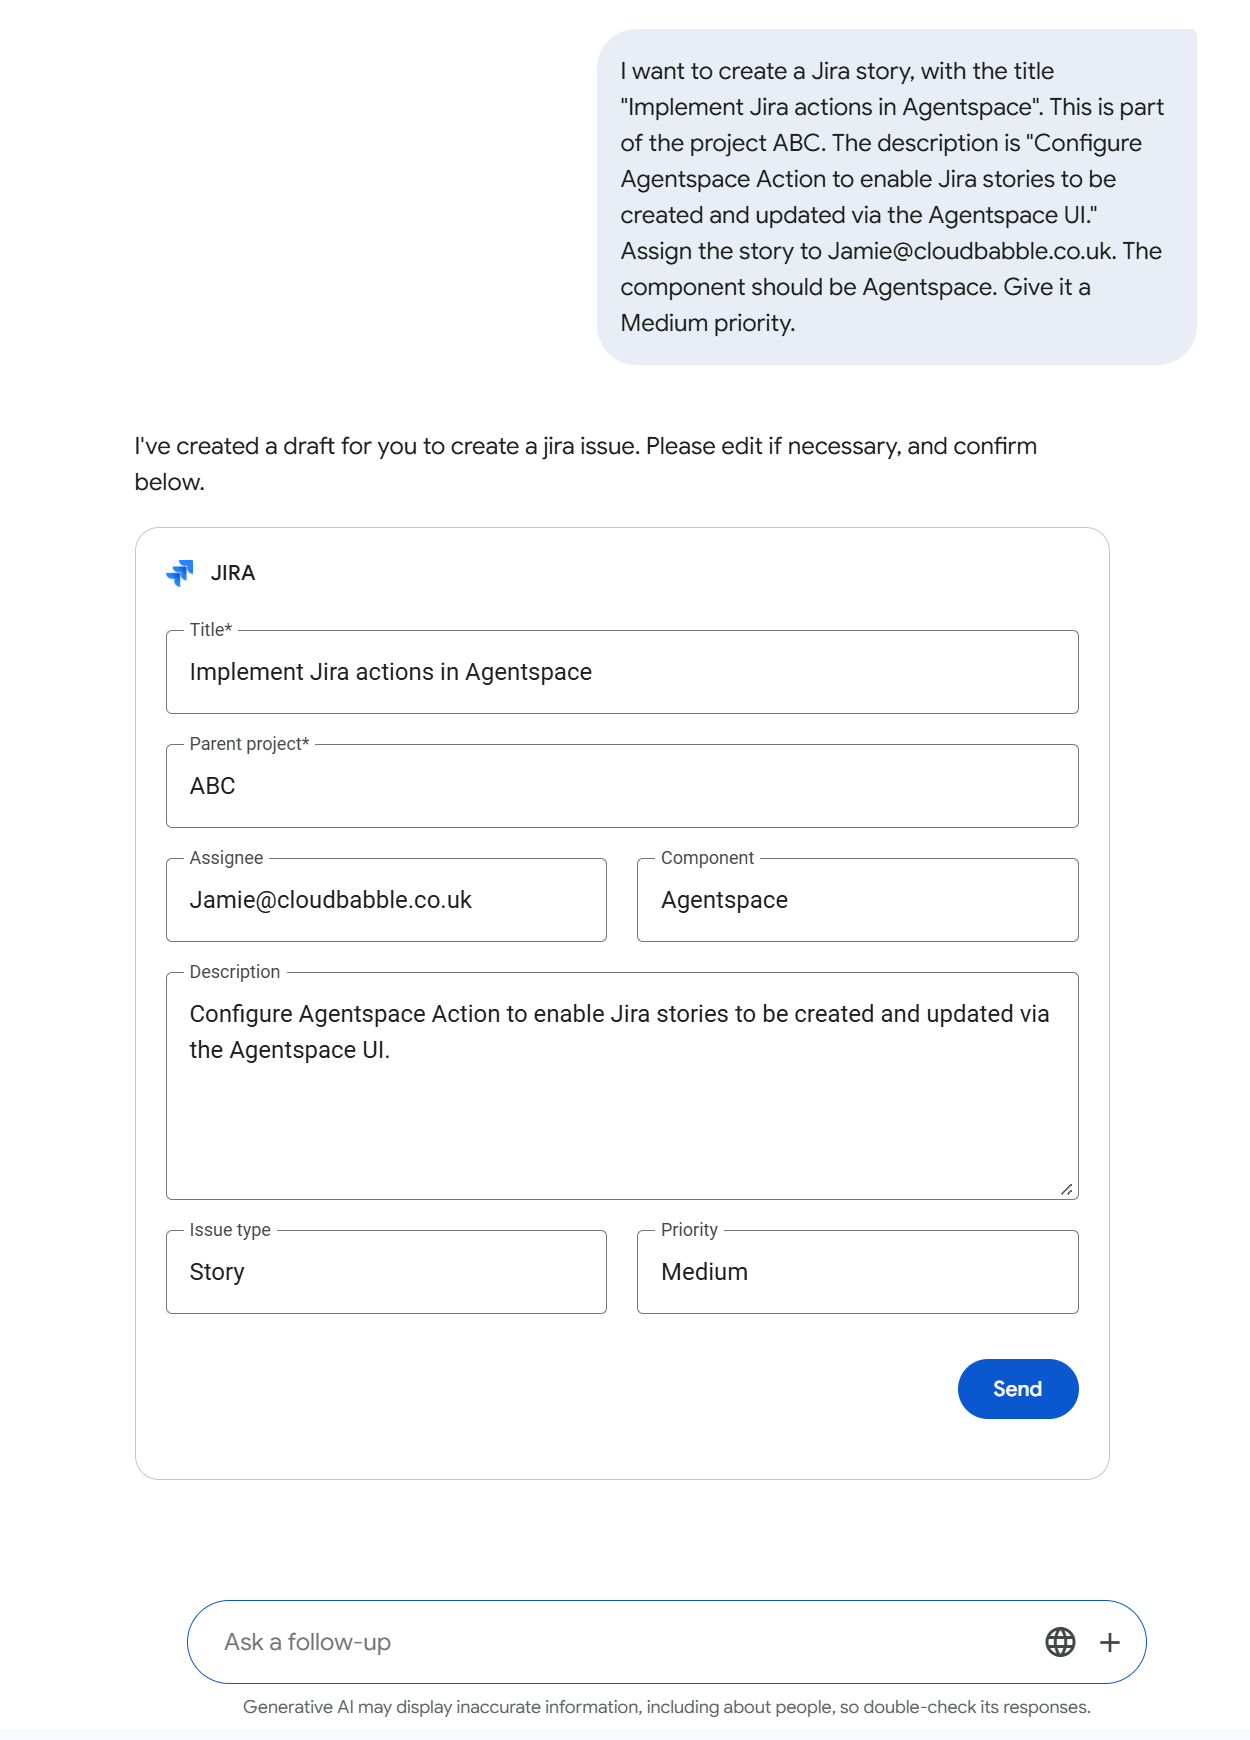 I want to create a Jira story, with the title
"Implement Jira actions in Agentspace". This is part
of the project ABC. The description is "Configure
Agentspace Action to enable Jira stories to be
created and updated via the Agentspace UI."
Assign the story to Jamie@cloudbabble.co.uk. The
component should be Agentspace. Give it a
Medium priority.
I've created a draft for you to create a jira issue. Please edit if necessary, and confirm
below.
JIRA
Title*
Implement Jira actions in Agentspace
Parent project*
ABC
Assignee
Jamie@cloudbabble.co.uk
Component
Agentspace
Description
Configure Agentspace Action to enable Jira stories to be created and updated via
the Agentspace UI.
Issue type
Story
Priority
Medium
Send
Ask a follow-up
Generative AI may display inaccurate information, including about people, so double-check its responses.